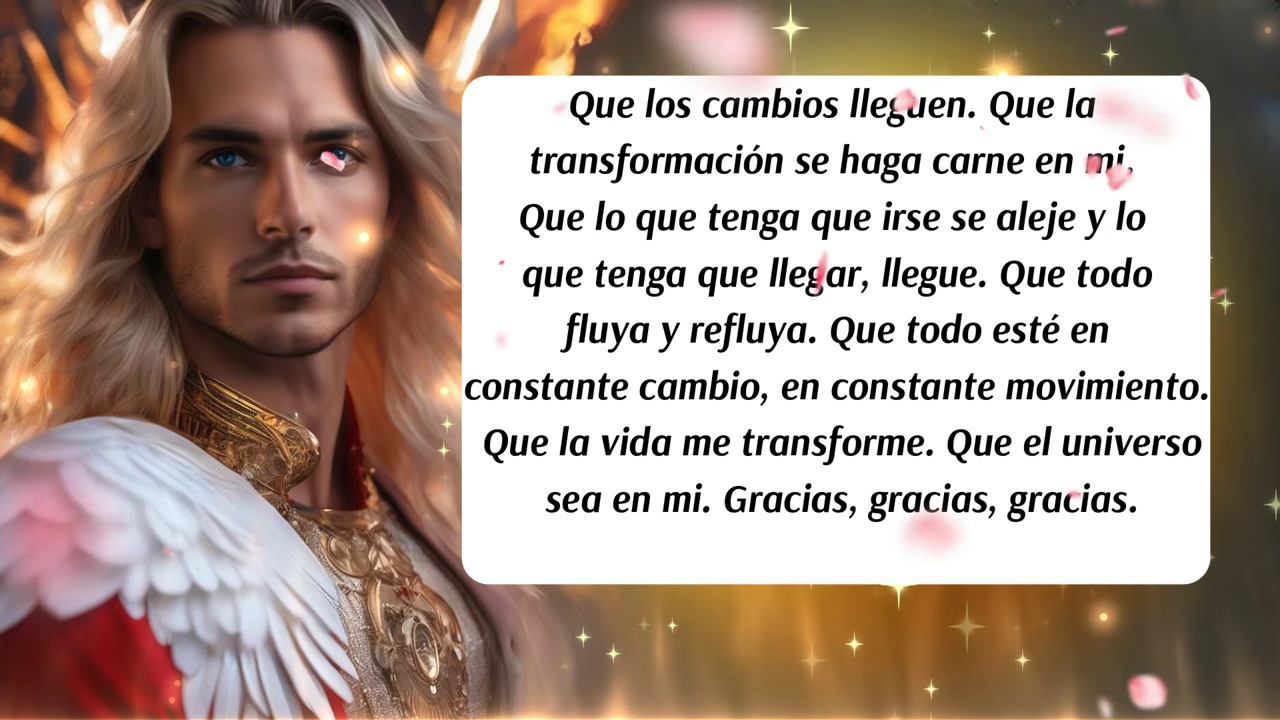 Que los cambios lleguen. Que la
transformación se haga carne en mi.
Que lo que tenga que irse se aleje y lo
que tenga que llegar, llegue. Que todo
fluya y refluya. Que todo esté en
constante cambio, en constante movimiento.
Que la vida me transforme. Que el universo
sea en mi. Gracias, gracias, gracias.